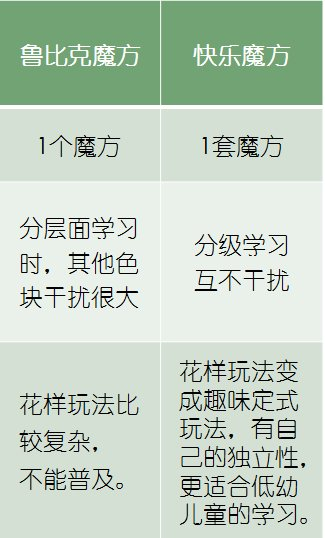 鲁比克魔方
快乐魔方
1个魔方
1套魔方
分层面学习
时，其他色
块干扰很大
分级学习
互不干扰
花样玩法比
较复杂，
不能普及。
花样玩法变
成趣味定式
玩法，有自
己的独立性，
更适合低幼
儿童的学习。